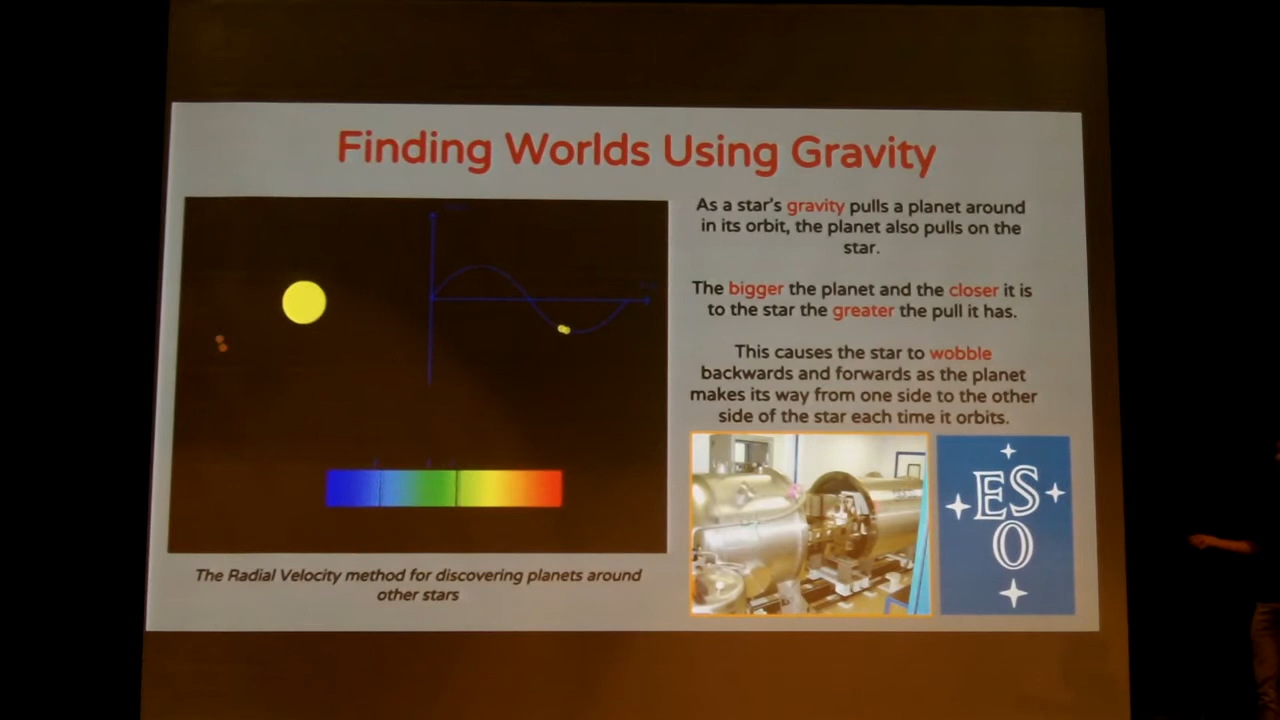 Finding Worlds Using Gravity
As a star's gravity pulls a planet around
in its orbit, the planet also pulls on the
star.
The bigger the planet and the closer it is
to the star the greater the pull it has.
This causes the star to wobble
backwards and forwards as the planet
makes its way from one side to the other
side of the star each time it orbits.
ES
O
The Radial Velocity method for discovering planets around
other stars